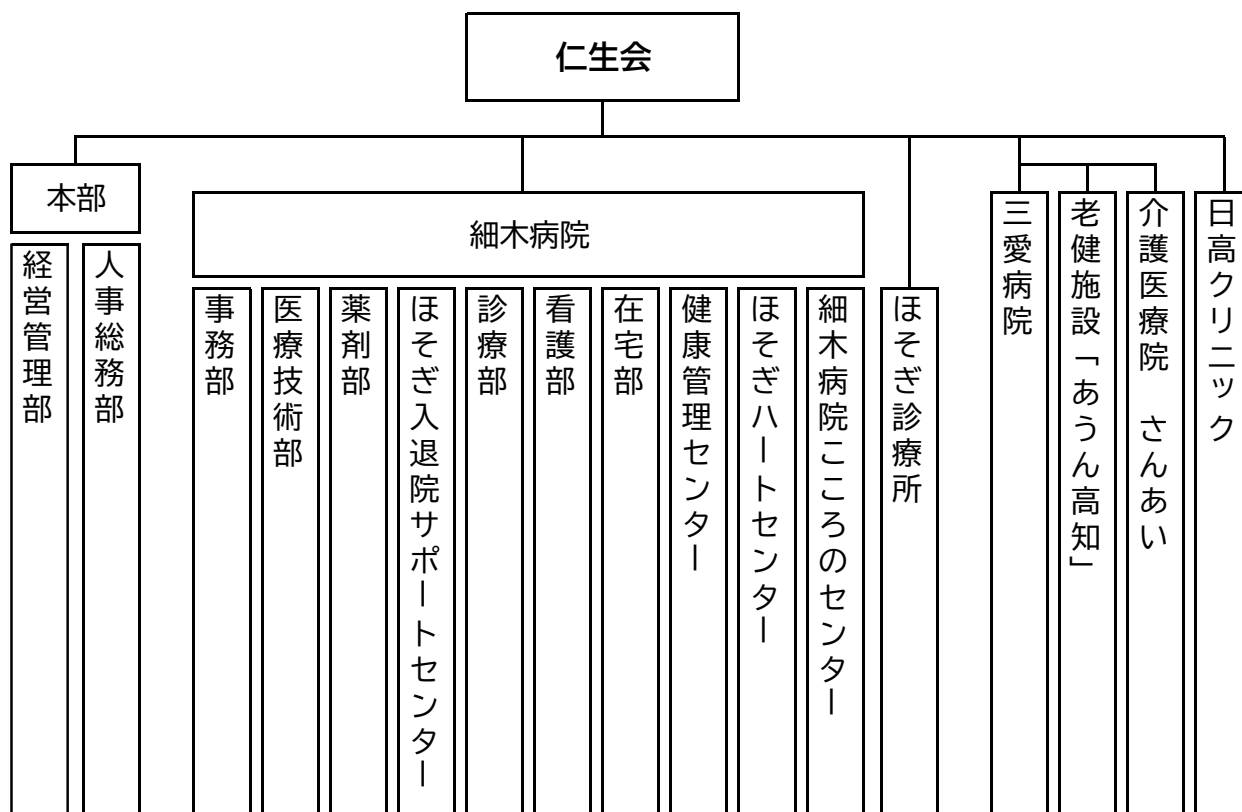 仁生会
本部
経営管理部
人事総務部
細木病院
事務部
医療技術部
薬剤部
ほそぎ入退院サポートセンター
診療部
看護部
在宅部
健康管理センター
ほそぎハートセンター
細木病院こころのセンター
ほそぎ診療所
三愛病院
老健施設「あうん高知」
介護医療院　さんあい
日高クリニック